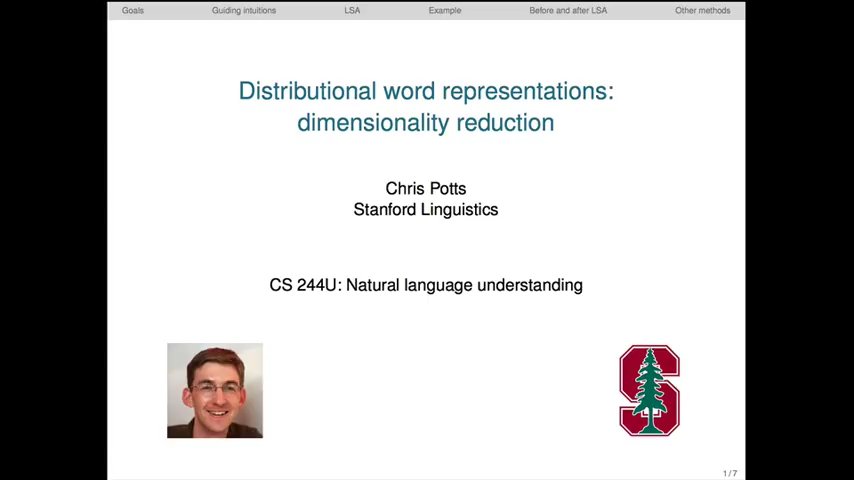 Goals Guiding intuitions LSA Example Before and after LSA Other methods
Distributional word representations:
dimensionality reduction
Chris Potts
Stanford Linguistics
CS 244U: Natural language understanding
1 / 7